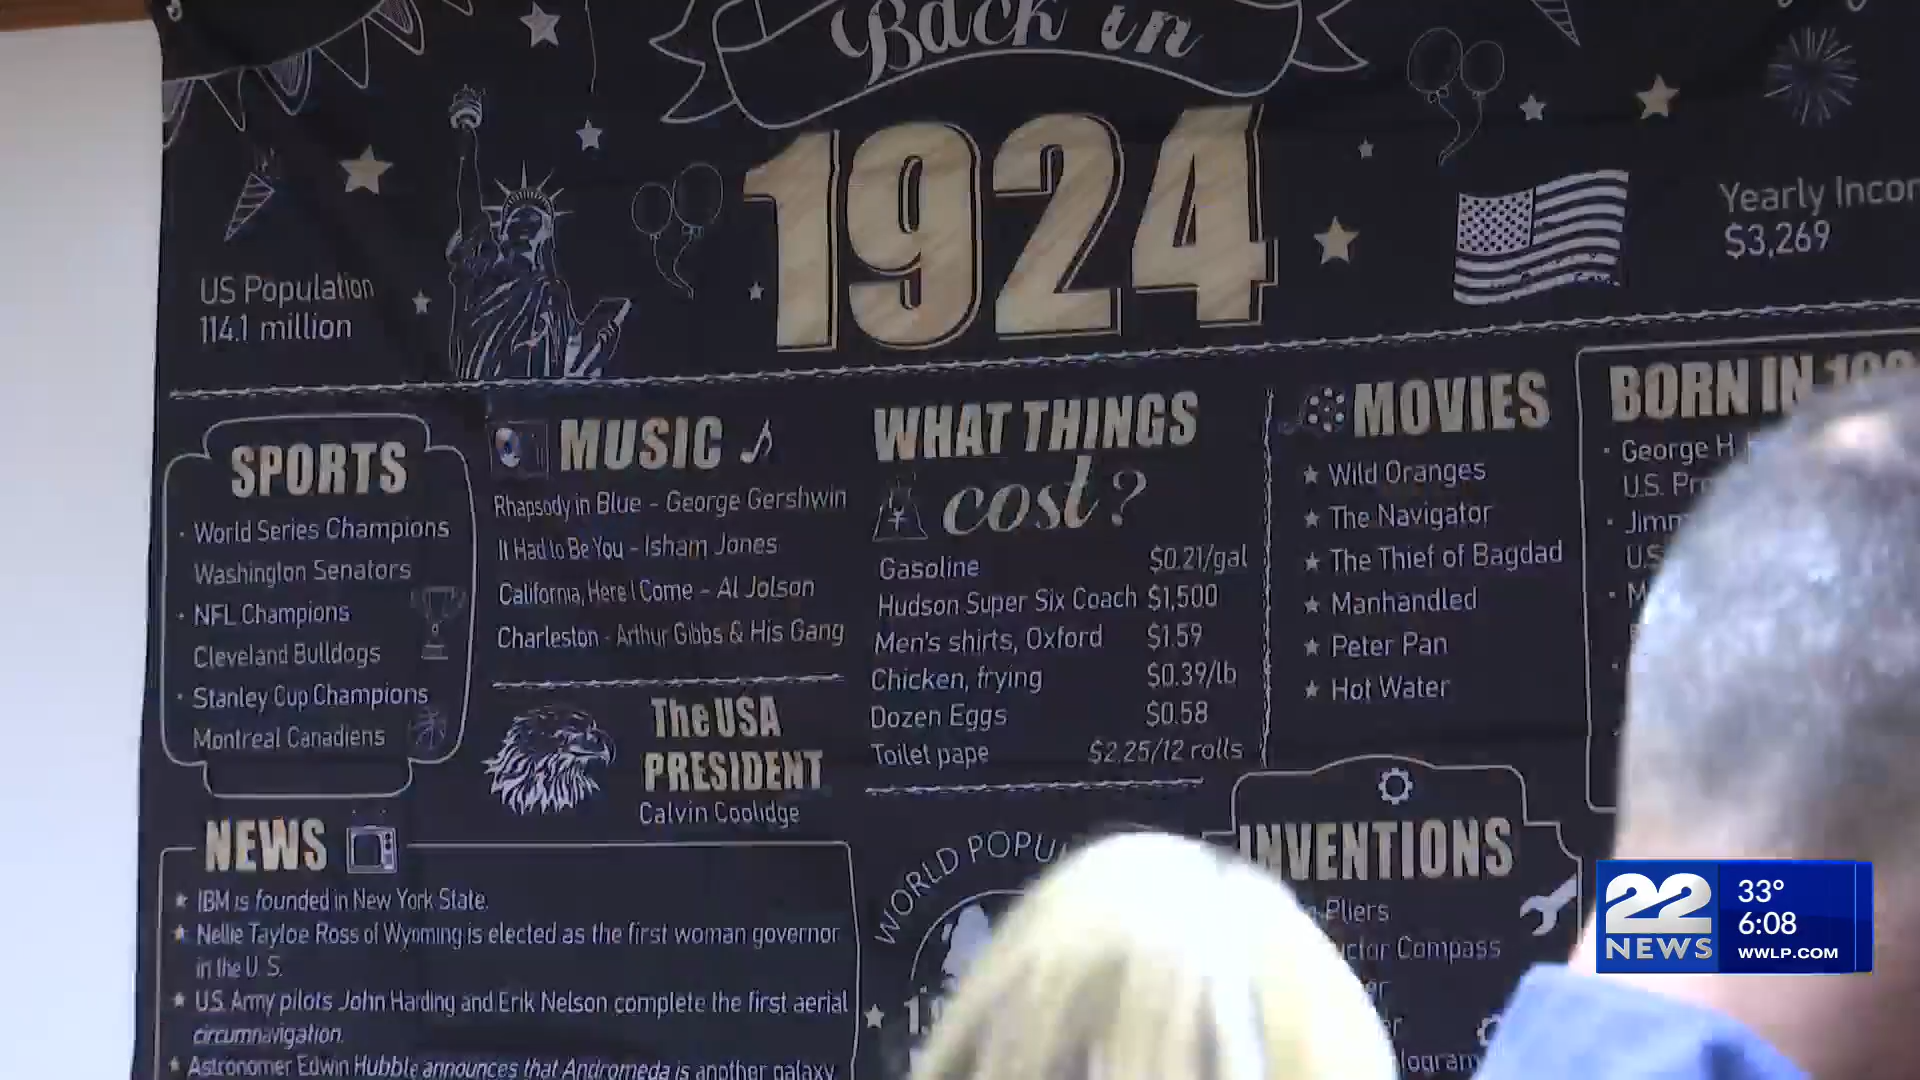 Back in
1924
US Population
114.1 million
Yearly
$3,269
SPORTS
· World Series Champions
Washington Senators
· NFL Champions
Cleveland Bulldogs
· Stanley Cup Champions
Montreal Canadiens
MUSIC
Rhapsody in Blue - George Gershwin
It Had to Be You - Isham Jones
California, Here I Come - Al Jolson
Charleston - Arthur Gibbs & His Gang
The USA
PRESIDENT
Calvin Coolidge
WHAT THINGS
cost?
Gasoline $0.21/gal
Hudson Super Six Coach $1,500
Men's shirts, Oxford $1.59
Chicken, frying $0.39/lb
Dozen Eggs $0.58
Toilet pape $2.25/12 rolls
MOVIES
★ Wild Oranges
★ The Navigator
★ The Thief of Bagdad
★ Manhandled
★ Peter Pan
★ Hot Water
BORN IN
· George H
U.S.
NEWS
★ IBM is founded in New York State.
★ Nellie Tayloe Ross of Wyoming is elected as the first woman governor
in the U. S.
★ U.S. Army pilots John Harding and Erik Nelson complete the first aerial
circumnavigation.
★ Astronomer Edwin Hubble announces that Andromeda is another galaxy.
WORLD
INVENTIONS
Pliers
Compass
22 NEWS
33°
6:08
WWLP.COM